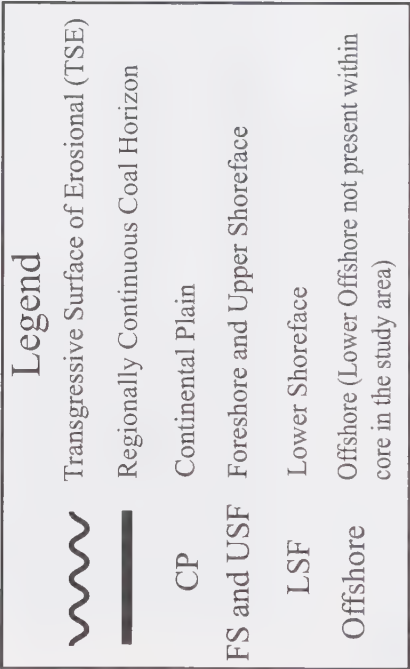 Legend
Transgressive Surface of Erosional (TSE)
Regionally Continuous Coal Horizon
CP Continental Plain
FS and USF Foreshore and Upper Shoreface
LSF Lower Shoreface
Offshore Offshore (Lower Offshore not present within
core in the study area)